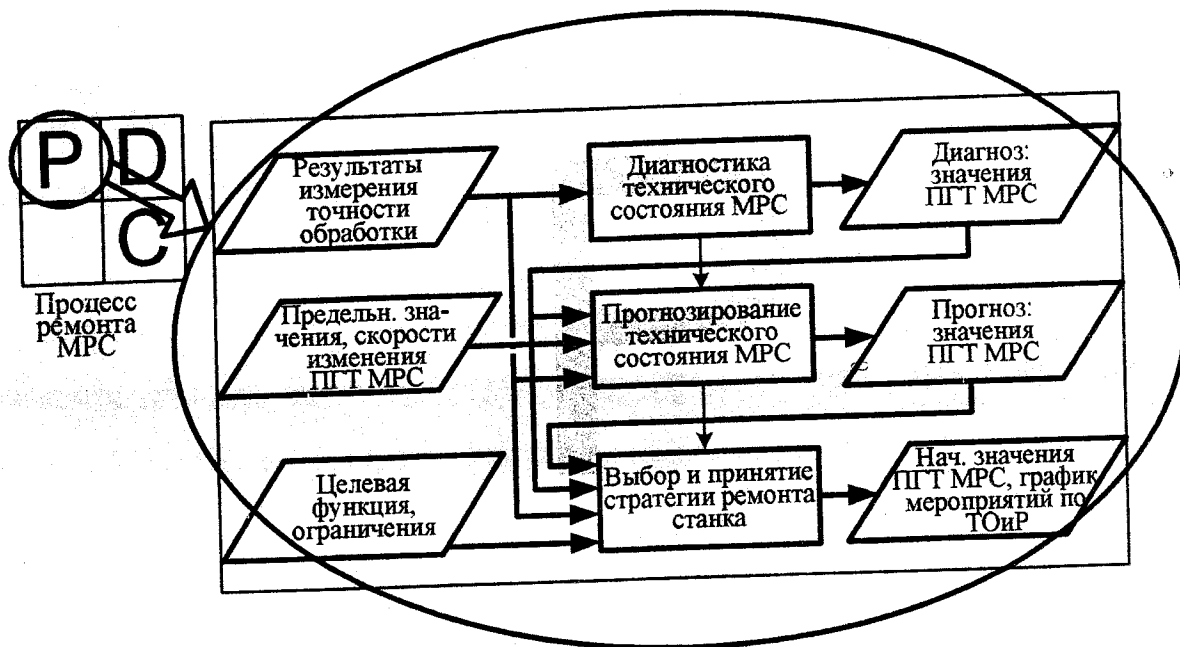 P D
C
Процесс
ремонта
МРС
Результаты
измерения
точности
обработки
Диагностика
технического
состояния МРС
Диагноз:
значения
ПГТ МРС
Предельн. зна-
чения, скорости
изменения
ПГТ МРС
Прогнозирование
технического
состояния МРС
Прогноз:
значения
ПГТ МРС
Целевая
функция,
ограничения
Выбор и принятие
стратегии ремонта
станка
Нач. значения
ПГТ МРС, график
мероприятий по
ТОиР